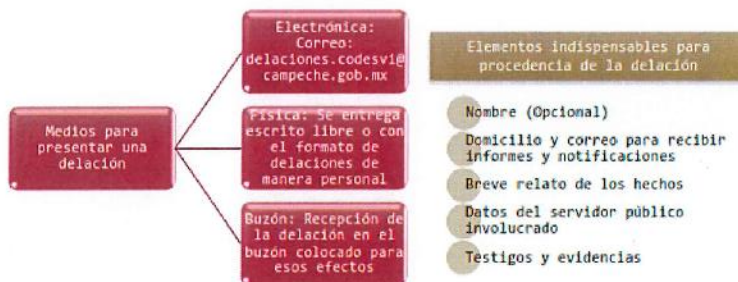 Medios para
presentar una
delación
Electrónica:
Correo:
delaciones.codesvi@
campeche.gob.mx
Física: Se entrega
escrito libre o con
el formato de
delaciones de
manera personal
Buzón: Recepción de
la delación en el
buzón colocado para
esos efectos
Elementos indispensables para
procedencia de la delación
Nombre (Opcional)
Domicilio y correo para recibir
informes y notificaciones
Breve relato de los hechos
Datos del servidor público
involucrado
Testigos y evidencias